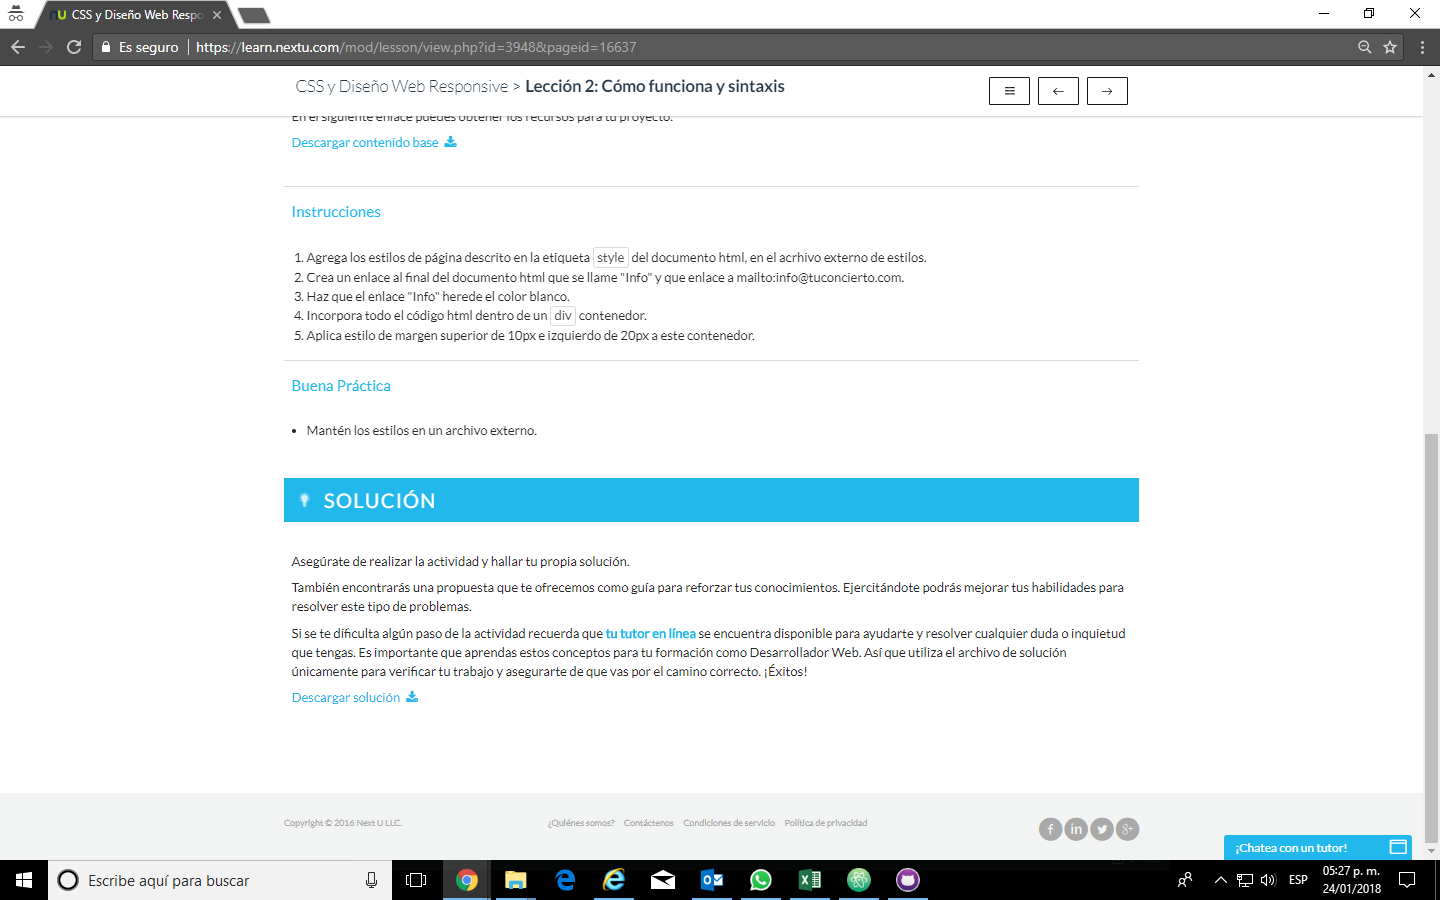 CSS y Diseño Web Respo
Es seguro | https://learn.nextu.com/mod/lesson/view.php?id=3948&pageid=16637
CSS y Diseño Web Responsive > Lección 2: Cómo funciona y sintaxis
En el siguiente enlace puedes obtener los recursos para tu proyecto.
Descargar contenido base
Instrucciones
1. Agrega los estilos de página descrito en la etiqueta style del documento html, en el acrhivo externo de estilos.
2. Crea un enlace al final del documento html que se llame "Info" y que enlace a mailto:info@tuconcierto.com.
3. Haz que el enlace "Info" herede el color blanco.
4. Incorpora todo el código html dentro de un div contenedor.
5. Aplica estilo de margen superior de 10px e izquierdo de 20px a este contenedor.
Buena Práctica
• Mantén los estilos en un archivo externo.
SOLUCIÓN
Asegúrate de realizar la actividad y hallar tu propia solución.
También encontrarás una propuesta que te ofrecemos como guía para reforzar tus conocimientos. Ejercitándote podrás mejorar tus habilidades para
resolver este tipo de problemas.
Si se te dificulta algún paso de la actividad recuerda que tu tutor en línea se encuentra disponible para ayudarte y resolver cualquier duda o inquietud
que tengas. Es importante que aprendas estos conceptos para tu formación como Desarrollador Web. Así que utiliza el archivo de solución
únicamente para verificar tu trabajo y asegurarte de que vas por el camino correcto. ¡Éxitos!
Descargar solución
Copyright © 2016 Next U LLC. ¿Quiénes somos? Contáctenos Condiciones de servicio Política de privacidad
¡Chatea con un tutor!
Escribe aquí para buscar
ESP
05:27 p. m.
24/01/2018